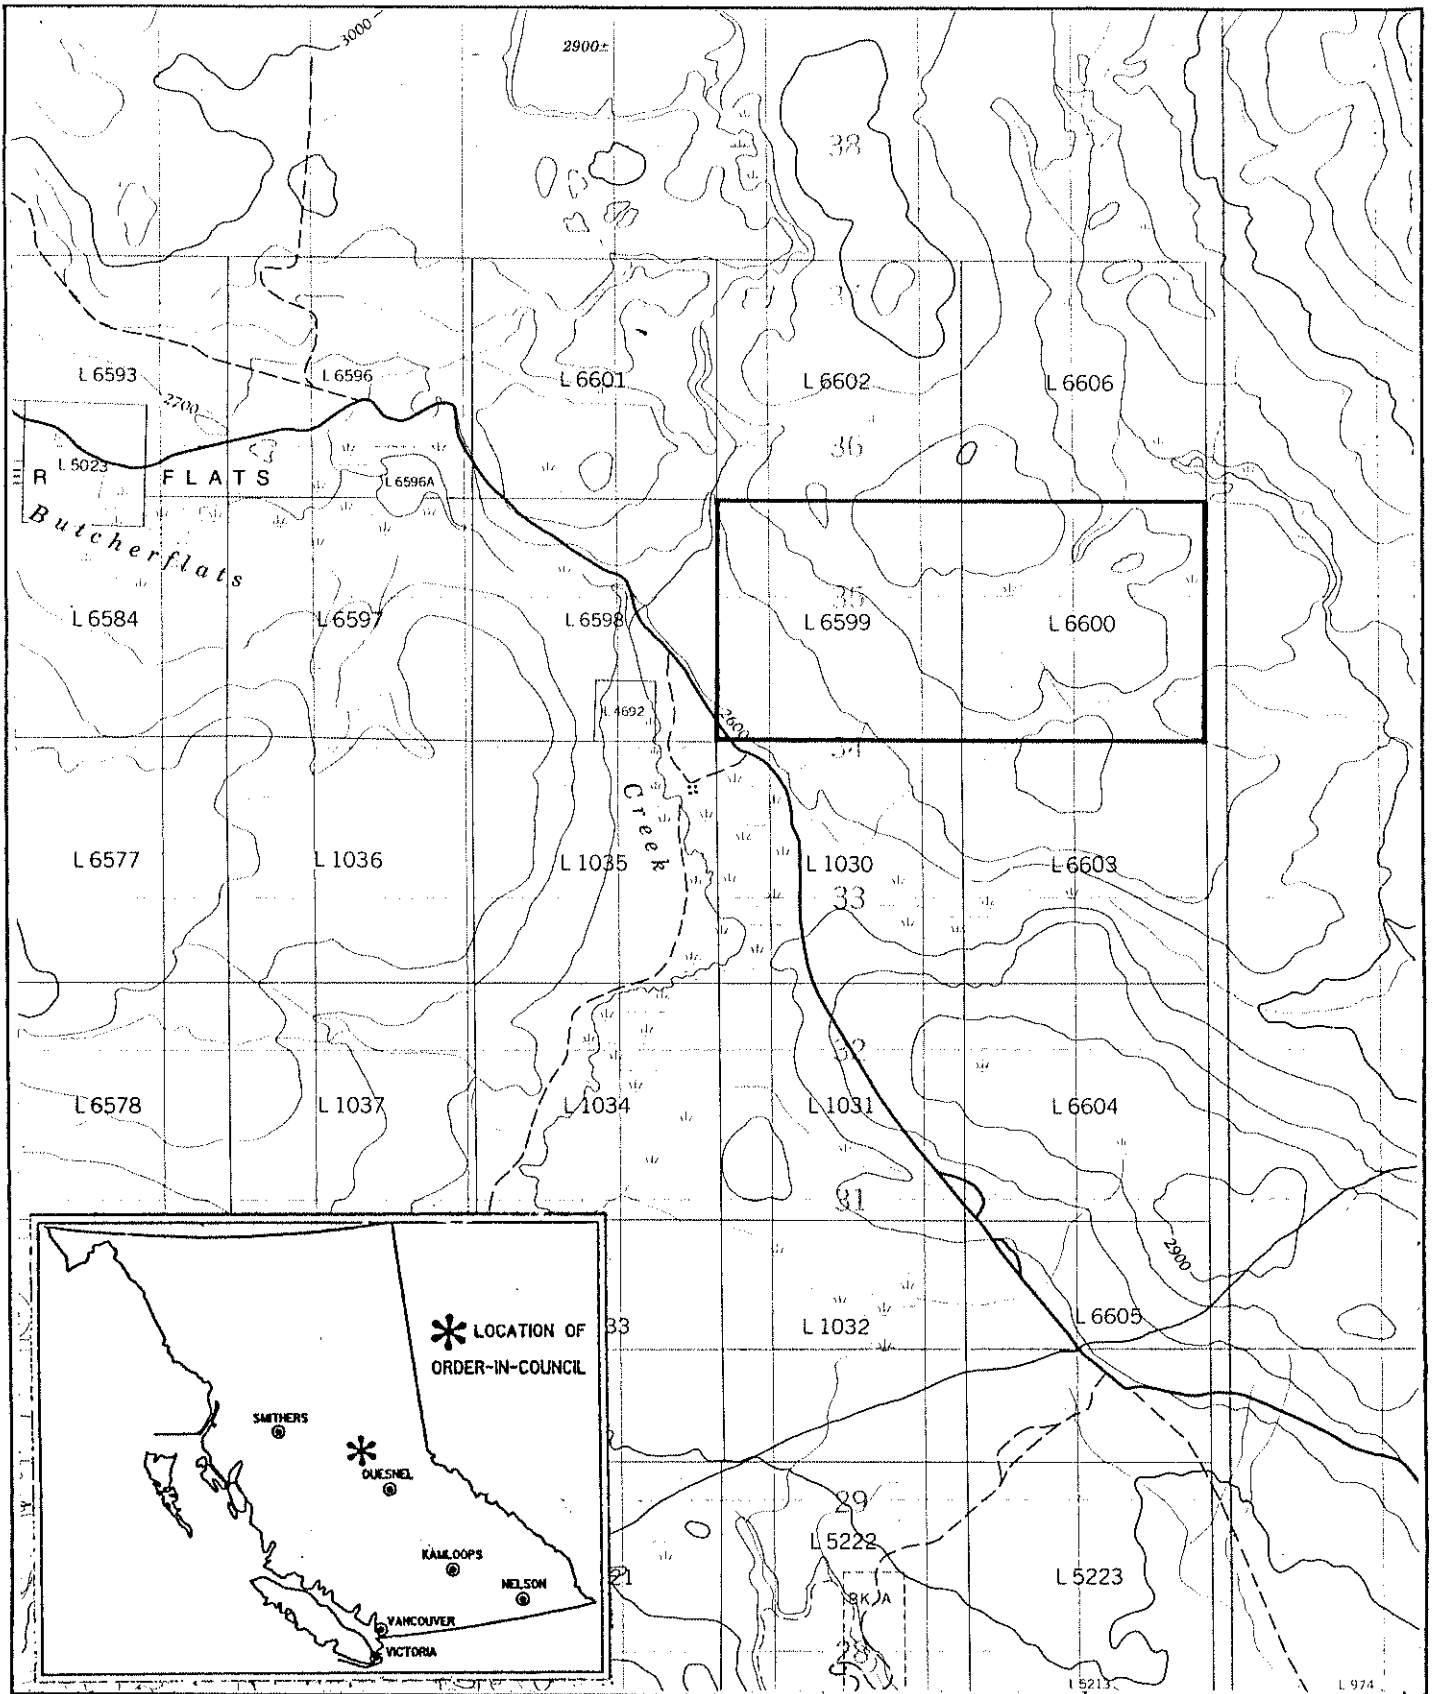 3000
2900±
38
L 6593
L 6596
L 6601
L 6602
L 6606
2700
36
L 5023
R FLATS
L 6596A
Butcherflats
35
L 6584
L 6597
L 6598
L 6599
L 6600
L 4692
2600
34
Creek
L 6577
L 1036
L 1035
L 1030
L 6603
33
32
L 6578
L 1037
L 1034
L 1031
L 6604
31
2900
33
L 1032
L 6605
LOCATION OF
ORDER-IN-COUNCIL
SMITHERS
QUESNEL
KAMLOOPS
NELSON
VANCOUVER
VICTORIA
29
L 5222
21
L 5223
BK A
28
L 5213
L 974